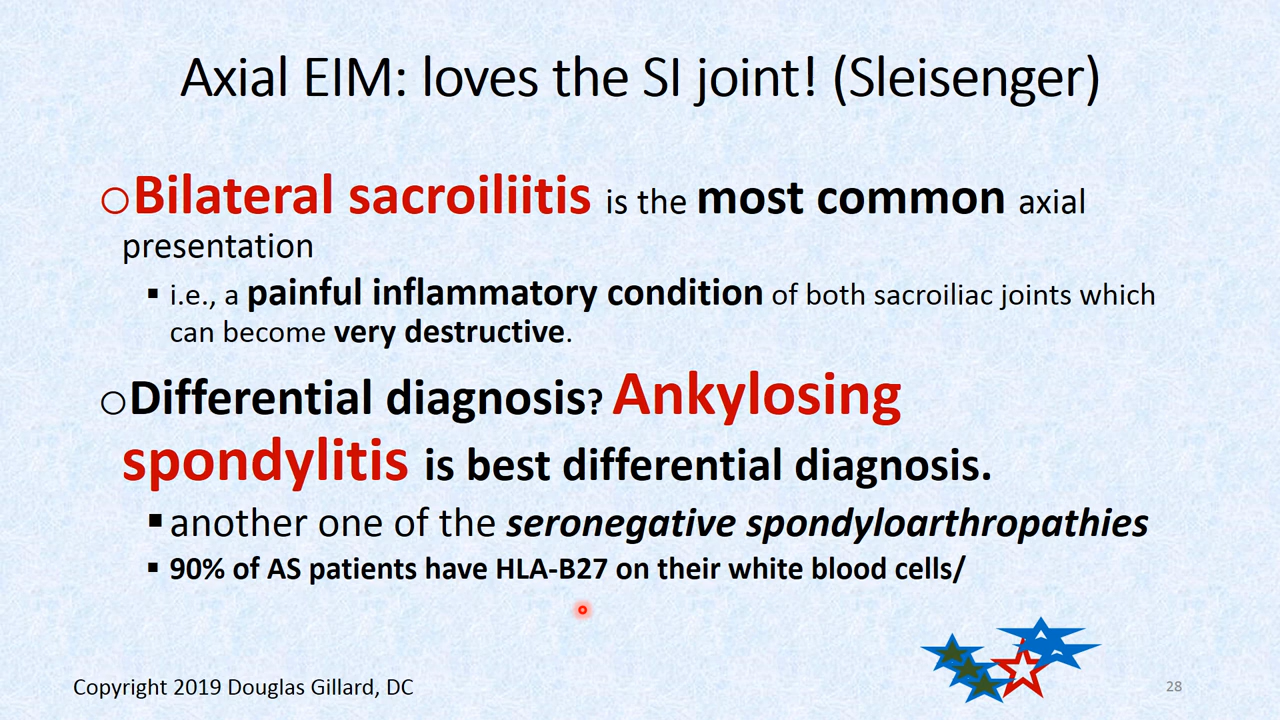 Axial EIM: loves the SI joint! (Sleisenger)
oBilateral sacroiliitis is the most common axial
presentation
▪ i.e., a painful inflammatory condition of both sacroiliac joints which
can become very destructive.
oDifferential diagnosis? Ankylosing
spondylitis is best differential diagnosis.
▪ another one of the seronegative spondyloarthropathies
▪ 90% of AS patients have HLA-B27 on their white blood cells/
Copyright 2019 Douglas Gillard, DC
28